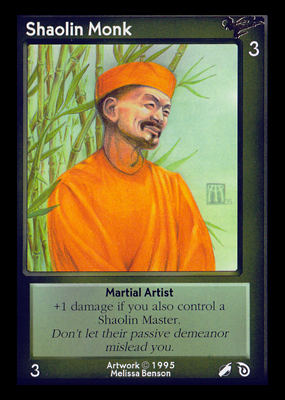 Shaolin Monk
3
Martial Artist
+1 damage if you also control a
Shaolin Master.
Don't let their passive demeanor
mislead you.
3
Artwork © 1995
Melissa Benson